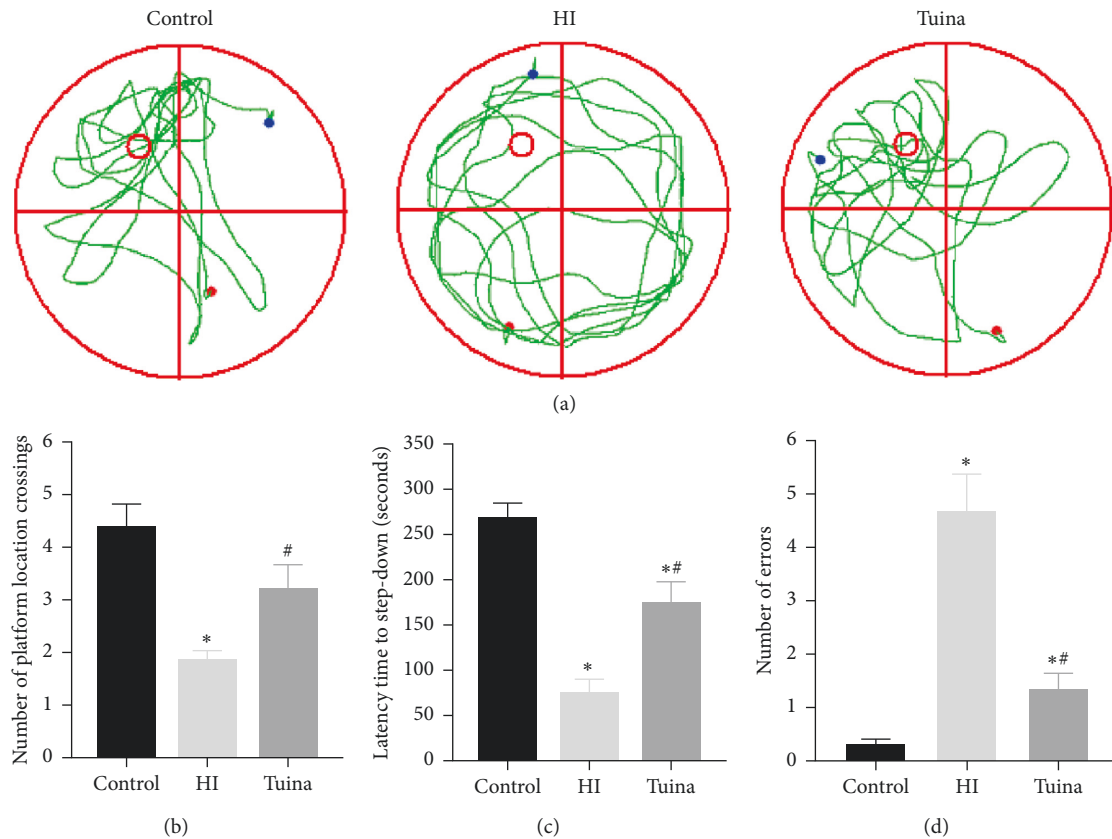 Control
HI
Tuina
(a)
Number of platform location crossings
6
5
4
3
2
1
0
*
#
Control
HI
Tuina
(b)
Latency time to step-down (seconds)
350
300
250
200
150
100
50
0
*
*#
Control
HI
Tuina
(c)
Number of errors
6
5
4
3
2
1
0
*
*#
Control
HI
Tuina
(d)